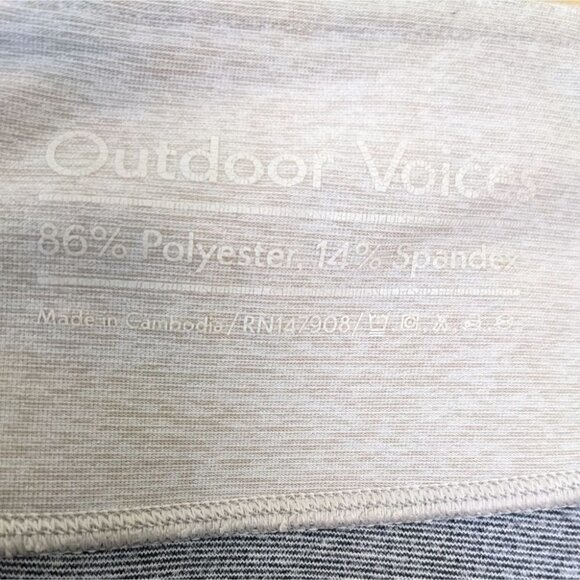 Outdoor Voices
86% Polyester, 14% Spandex
Made in Cambodia/RN147908/